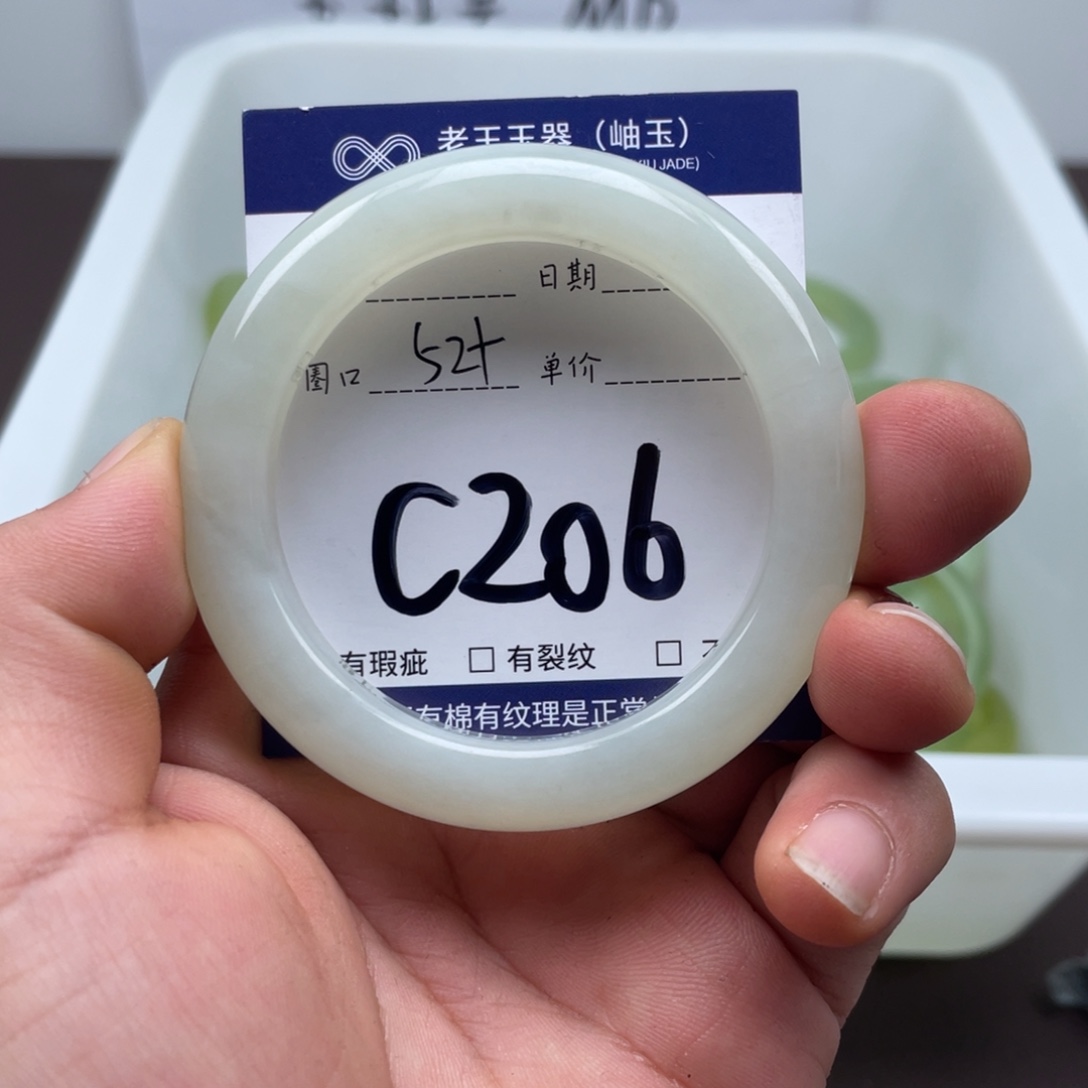 老王玉器（岫玉）
IU JADE)
日期
圈口 52+ 单价
C206
有瑕疵 □ 有裂纹 □
有棉有纹理是正常